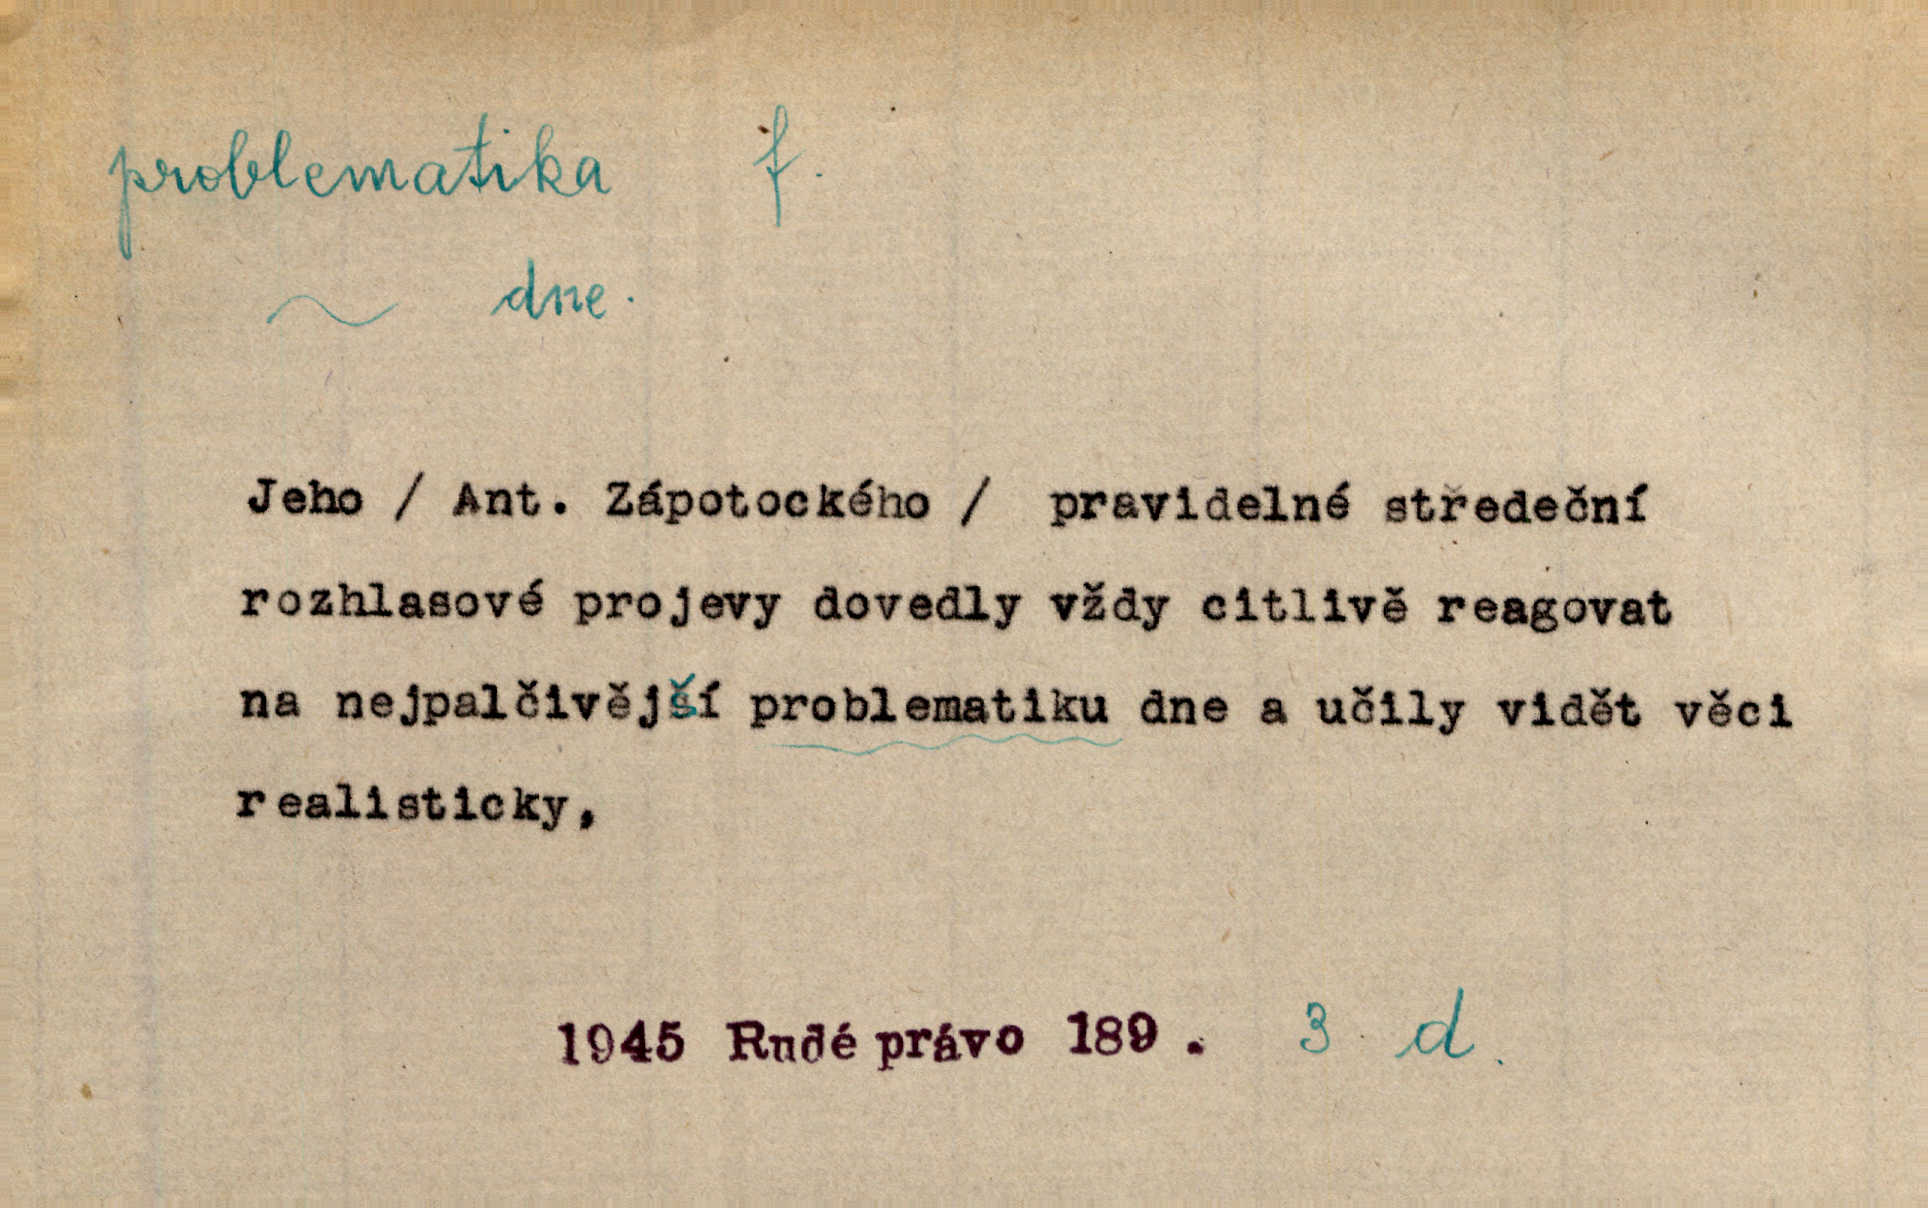 problematika f.
~ dne.
Jeho / Ant. Zápotockého / pravidelné středeční
rozhlasové projevy dovedly vždy citlivě reagovat
na nejpalčivější problematiku dne a učily vidět věci
realisticky,
1945 Rudé právo 189 . 3 d.